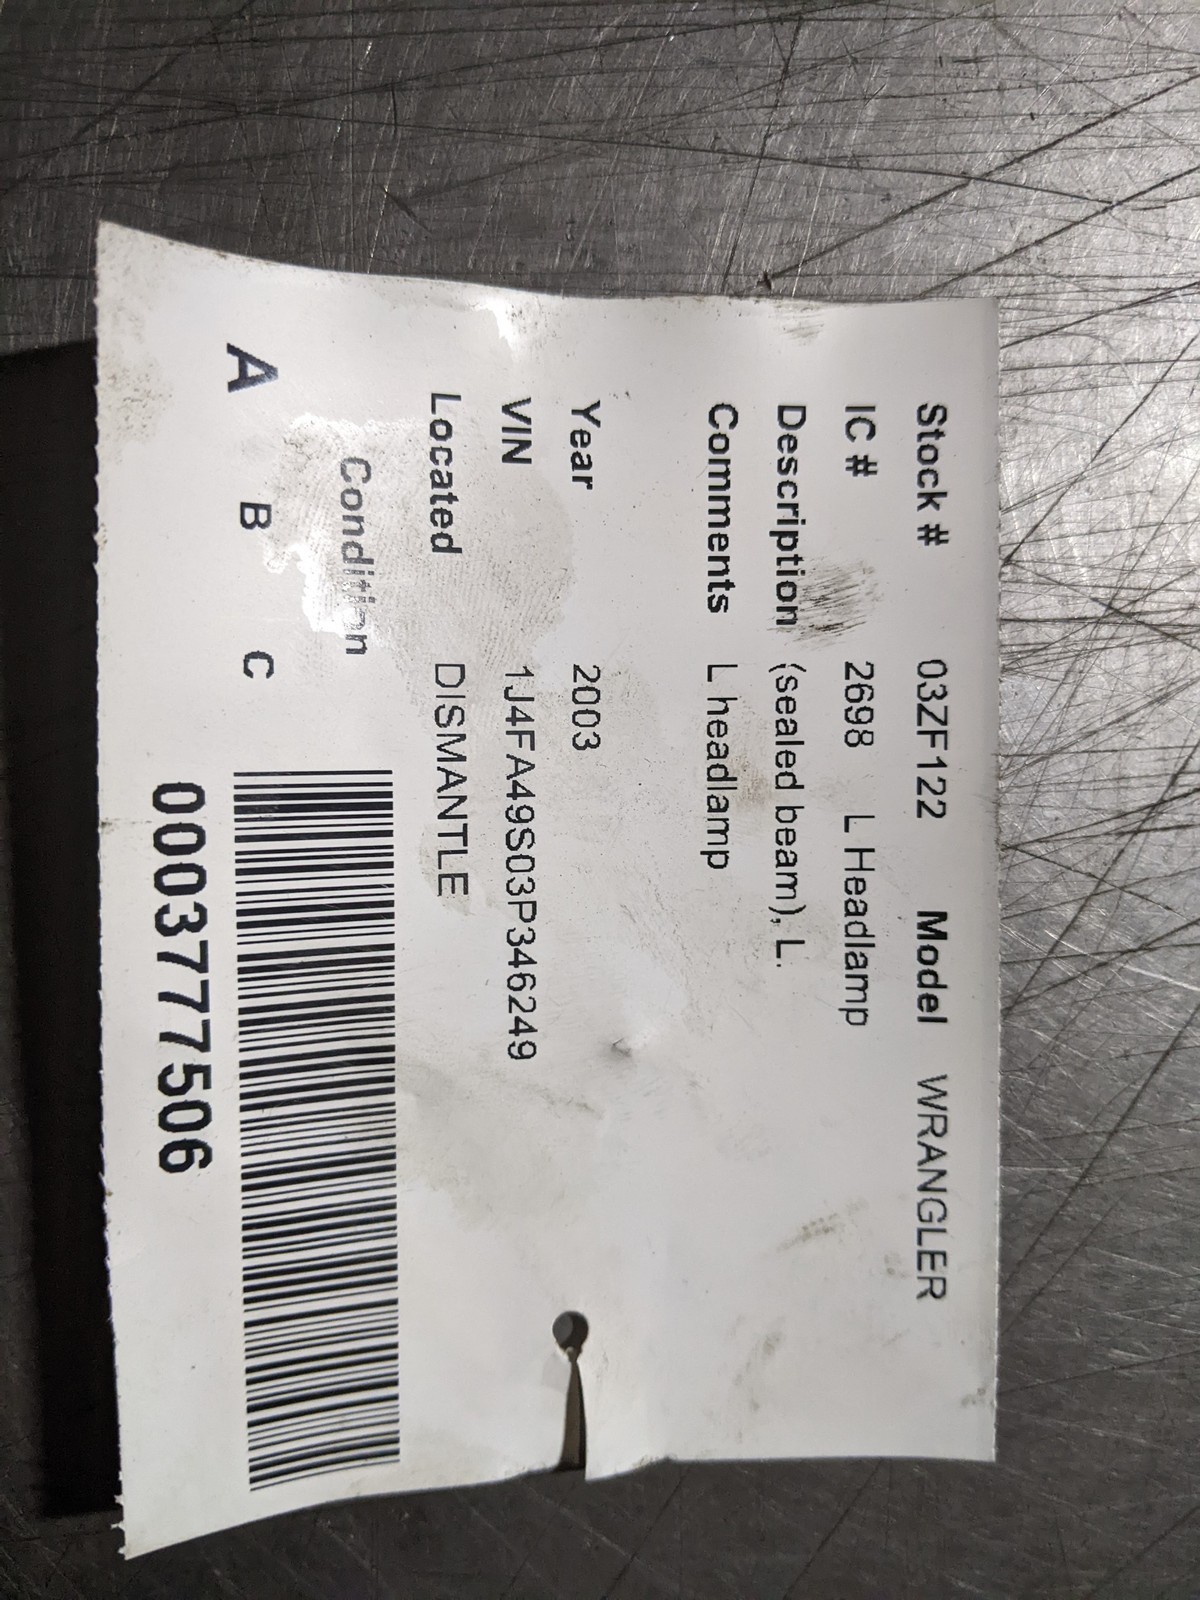 Stock # 03ZF122 Model WRANGLER
IC # 2698 L Headlamp
Description (sealed beam), L.
Comments L headlamp
Year 2003
VIN 1J4FA49S03P346249
Located DISMANTLE
Condition
A B C
0003777506